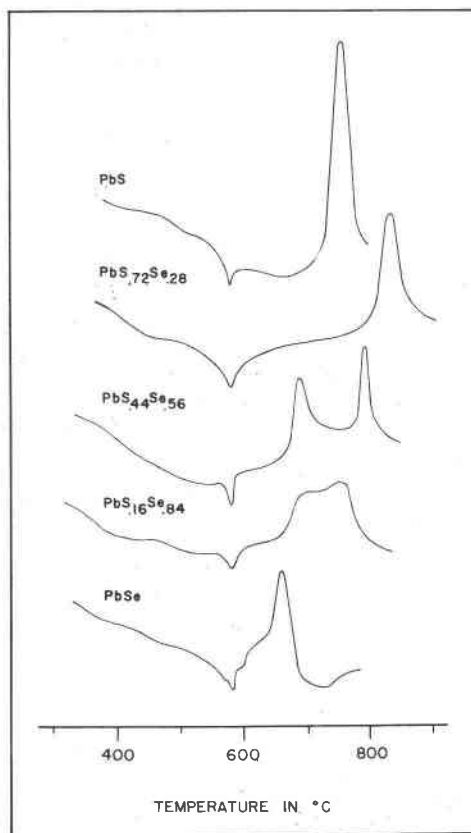 PbS
PbS.72Se.28
PbS.44Se.56
PbS.16Se.84
PbSe
400 600 800
TEMPERATURE IN °C